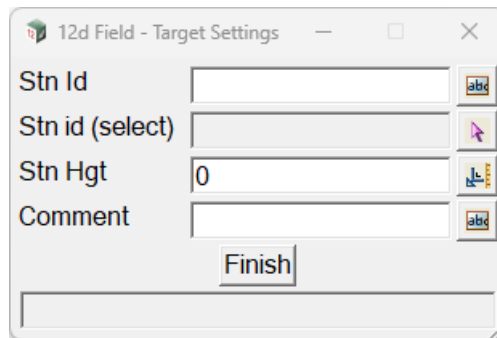 12d Field - Target Settings
Stn Id
Stn id (select)
Stn Hgt 0
Comment
Finish